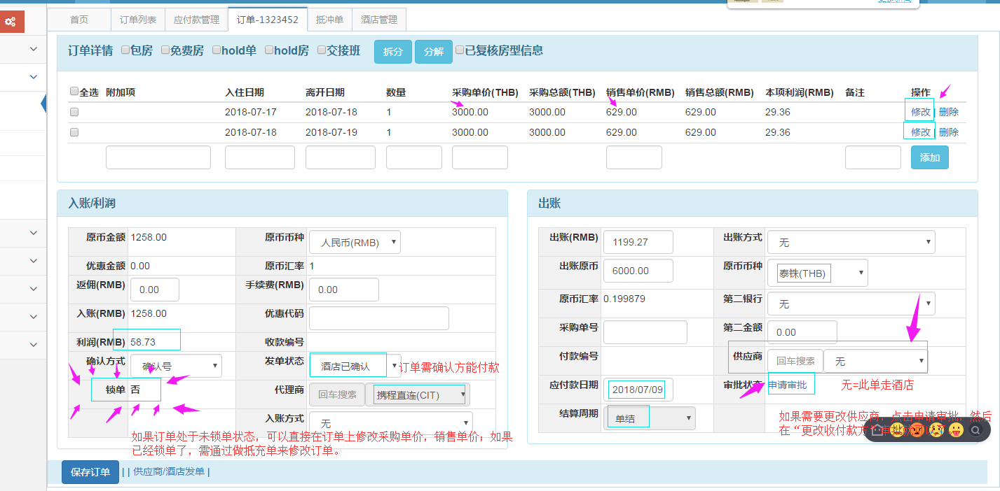 首页 订单列表 应付款管理 订单-1323452 抵冲单 酒店管理
订单详情 包房 免费房 hold单 hold房 交接班 拆分 分解 已复核房型信息
全选 附加项 入住日期 离开日期 数量 采购单价(THB) 采购总额(THB) 销售单价(RMB) 销售总额(RMB) 本项利润(RMB) 备注 操作
2018-07-17 2018-07-18 1 3000.00 3000.00 629.00 629.00 29.36 修改 | 删除
2018-07-18 2018-07-19 1 3000.00 3000.00 629.00 629.00 29.36 修改 | 删除
添加
入账/利润
原币金额 1258.00 原币币种 人民币(RMB)
优惠金额 0.00 原币汇率 1
返佣(RMB) 0.00 手续费(RMB) 0.00
入账(RMB) 1258.00 优惠代码
利润(RMB) 58.73 收款编号
确认方式 确认号 发单状态 酒店已确认 订单需确认方能付款
锁单 否 代理商 回车搜索 携程直连(CIT)
入账方式 无
如果订单处于未锁单状态，可以直接在订单上修改采购单价，销售单价；如果
已经锁单了，需通过做抵充单来修改订单。
出账
出账(RMB) 1199.27 出账方式 无
出账原币 6000.00 原币币种 泰铢(THB)
原币汇率 0.199879 第二银行 无
采购单号 第二金额 0.00
付款编号 供应商 回车搜索 无
应付款日期 2018/07/09 审批状态 申请审批 无=此单走酒店
结算周期 单结
如果需要更改供应商，点击申请审批，然后
在“更改收付款方
保存订单 | | 供应商/酒店发单 |